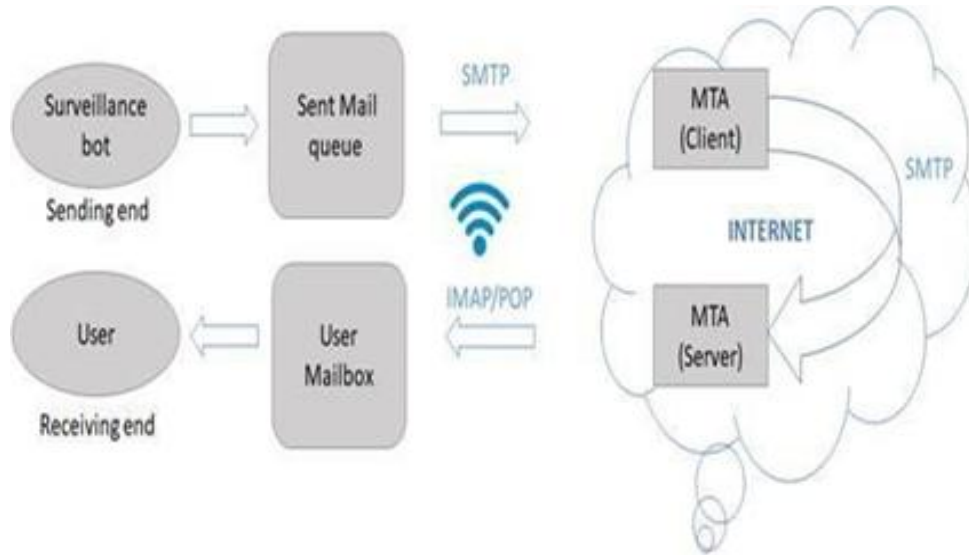 Surveillance
bot
Sending end
Sent Mail
queue
SMTP
MTA
(Client)
SMTP
INTERNET
User
Receiving end
User
Mailbox
IMAP/POP
MTA
(Server)